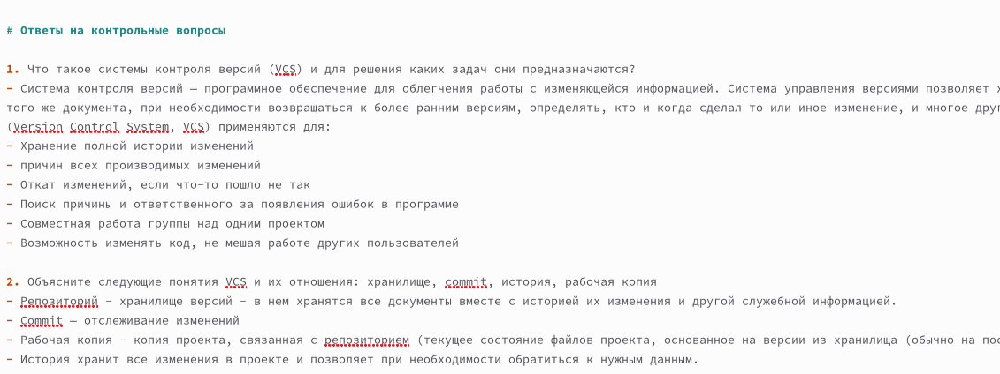 # Ответы на контрольные вопросы
1. Что такое системы контроля версий (VCS) и для решения каких задач они предназначаются?
- Система контроля версий — программное обеспечение для облегчения работы с изменяющейся информацией. Система управления версиями позволяет
того же документа, при необходимости возвращаться к более ранним версиям, определять, кто и когда сделал то или иное изменение, и многое
(Version Control System, VCS) применяются для:
- Хранение полной истории изменений
- причин всех производимых изменений
- Откат изменений, если что-то пошло не так
- Поиск причины и ответственного за появления ошибок в программе
- Совместная работа группы над одним проектом
- Возможность изменять код, не мешая работе других пользователей
2. Объясните следующие понятия VCS и их отношения: хранилище, commit, история, рабочая копия
- Репозиторий - хранилище версий - в нем хранятся все документы вместе с историей их изменения и другой служебной информацией.
- Commit — отслеживание изменений
- Рабочая копия - копия проекта, связанная с репозиторием (текущее состояние файлов проекта, основанное на версии из хранилища (обычно на
- История хранит все изменения в проекте и позволяет при необходимости обратиться к нужным данным.